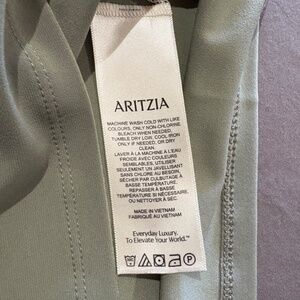 ARITZIA
MACHINE WASH COLD WITH LIKE
COLOURS, ONLY NON-CHLORINE
BLEACH WHEN NEEDED,
TUMBLE DRY LOW, COOL IRON
ONLY IF NEEDED, OR DRY
CLEAN
LAVER À LA MACHINE À L'EAU
FROIDE AVEC COULEURS
SEMBLABLES, UTILISER
SEULEMENT UN JAVELLISANT
SANS CHLORE AU BESOIN,
SÉCHER PAR CULBUTAGE À
BASSE TEMPÉRATURE,
REPASSER À BASSE
TEMPÉRATURE SI NÉCESSAIRE,
OU NETTOYER À SEC.
MADE IN VIETNAM
FABRIQUÉ AU VIETNAM
Everyday Luxury.
To Elevate Your World.™